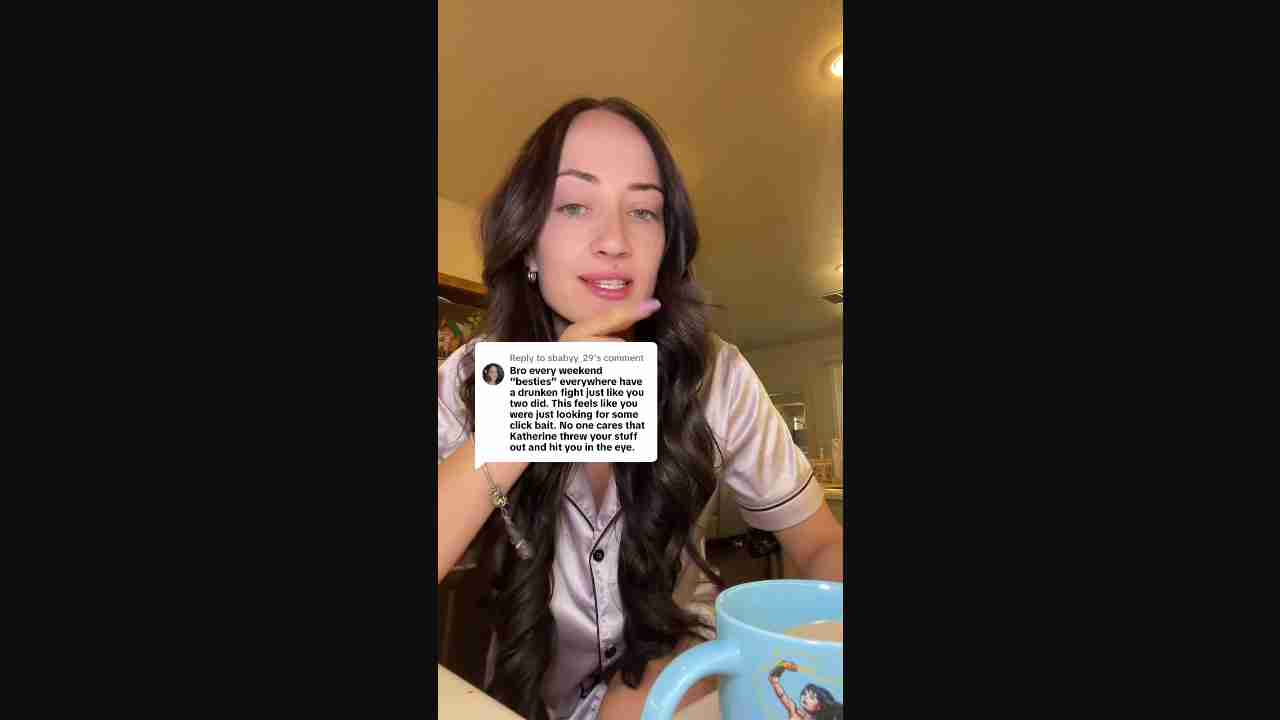 Reply to sbabyy_29's comment
Bro every weekend
"besties" everywhere have
a drunken fight just like you
two did. This feels like you
were just looking for some
click bait. No one cares that
Katherine threw your stuff
out and hit you in the eye.